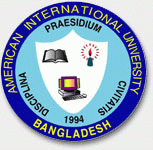 AMERICAN INTERNATIONAL UNIVERSITY
PRAESIDIUM
DISCIPLINA
CIVITATIS
1994
BANGLADESH